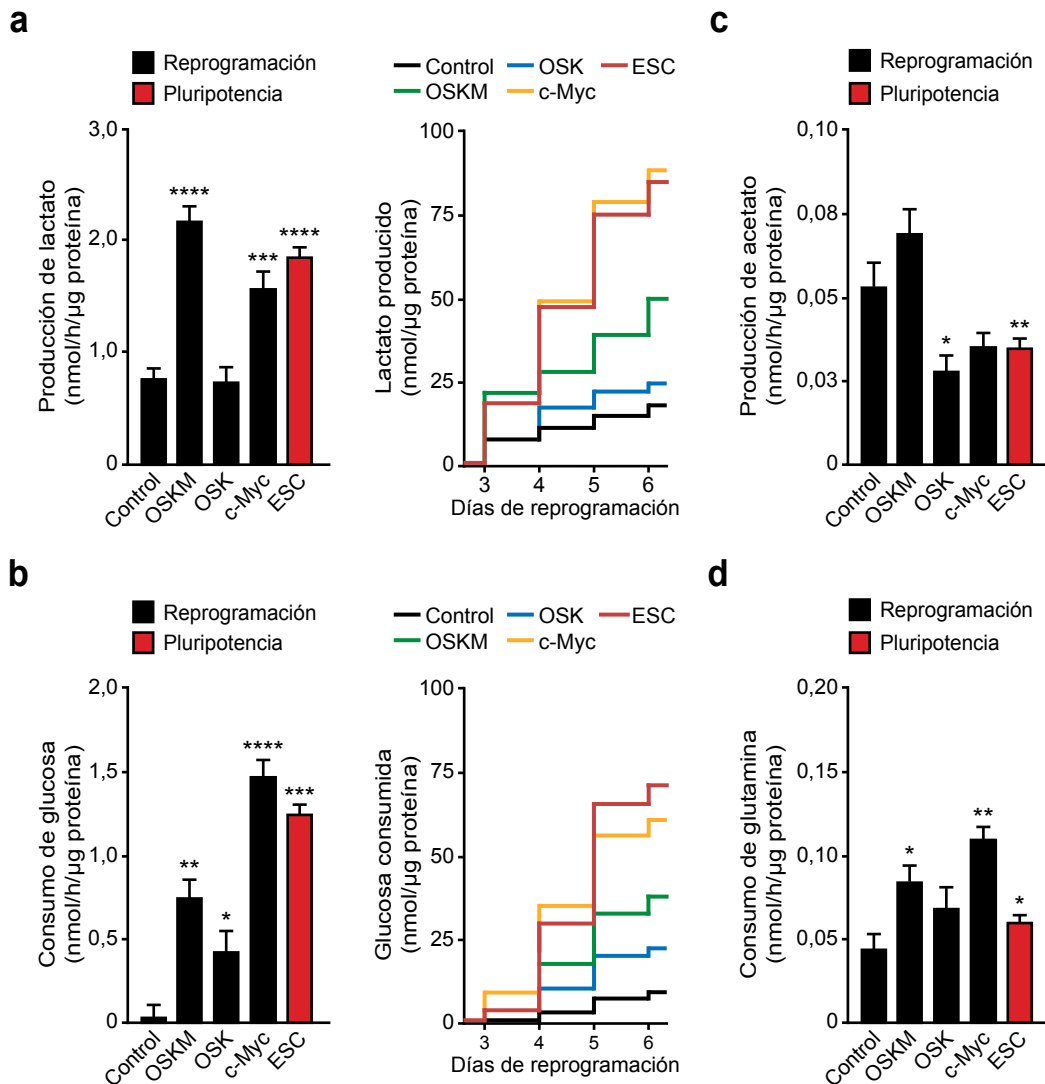 a
Reprogramación
Pluripotencia
3,0
2,0
1,0
0
Producción de lactato
(nmol/h/µg proteína)
****
***
****
Control
OSKM
OSK
c-Myc
ESC
Control
OSK
ESC
OSKM
c-Myc
100
75
50
25
0
Lactato producido
(nmol/µg proteína)
3
4
5
6
Días de reprogramación
c
Reprogramación
Pluripotencia
0,10
0,08
0,05
0,03
0
Producción de acetato
(nmol/h/µg proteína)
*
**
Control
OSKM
OSK
c-Myc
ESC
b
Reprogramación
Pluripotencia
2,0
1,5
1,0
0,5
0
Consumo de glucosa
(nmol/h/µg proteína)
**
*
****
***
Control
OSKM
OSK
c-Myc
ESC
Control
OSK
ESC
OSKM
c-Myc
100
75
50
25
0
Glucosa consumida
(nmol/µg proteína)
3
4
5
6
Días de reprogramación
d
Reprogramación
Pluripotencia
0,20
0,15
0,10
0,05
0
Consumo de glutamina
(nmol/h/µg proteína)
*
**
*
Control
OSKM
OSK
c-Myc
ESC